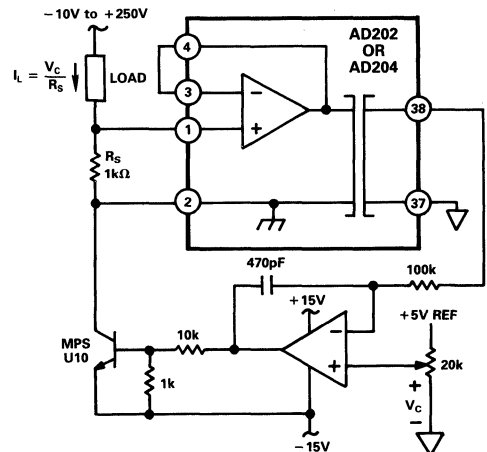 −10V to +250V
AD202
OR
AD204
4
I_L = V_C / R_S
LOAD
3
−
38
1
+
R_S
1kΩ
2
37
470pF
100k
+15V
+5V REF
−
MPS
U10
10k
+
20k
1k
+
V_C
−
−15V